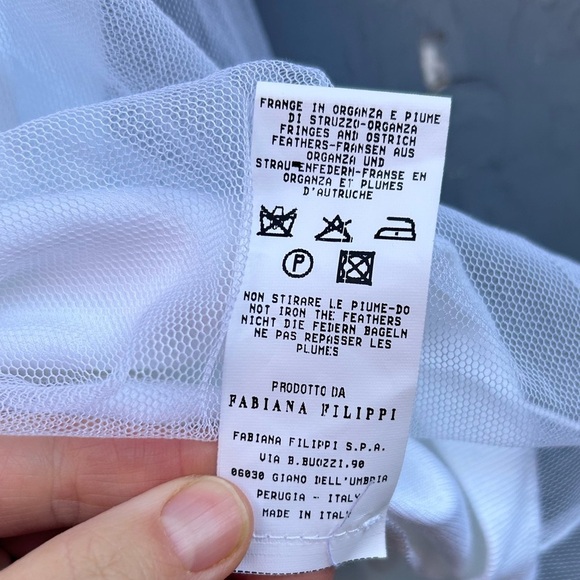 FRANGE IN ORGANZA E PIUME
DI STRUZZO-ORGANZA
FRINGES AND OSTRICH
FEATHERS-FRANSEN AUS
ORGANZA UND
STRAUßENFEDERN-FRANSE EN
ORGANZA ET PLUMES
D'AUTRUCHE
P
NON STIRARE LE PIUME-DO
NOT IRON THE FEATHERS
NICHT DIE FEDERN BAGELN
NE PAS REPASSER LES
PLUMES
PRODOTTO DA
FABIANA FILIPPI
FABIANA FILIPPI S.P.A.
VIA B.BUOZZI,90
06030 GIANO DELL'UMBRIA
PERUGIA - ITALY
MADE IN ITALY